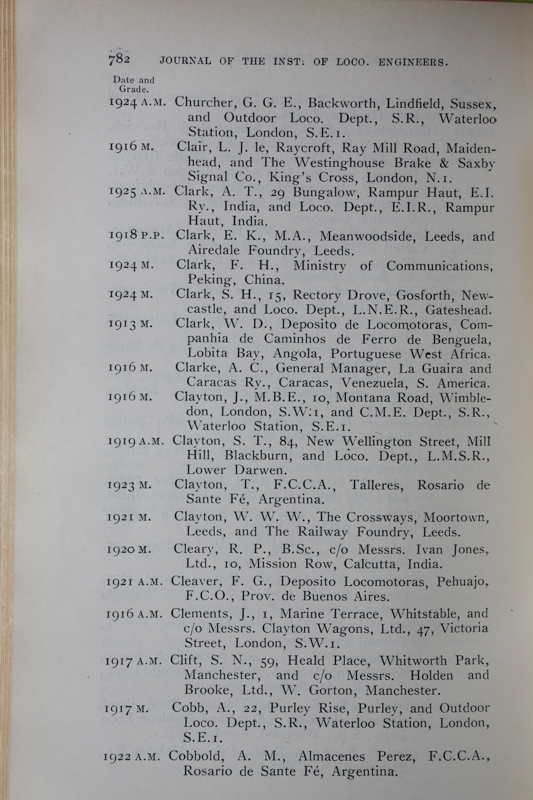 782 JOURNAL OF THE INST. OF LOCO. ENGINEERS.
Date and
Grade.
1924 A.M. Churcher, G. G. E., Backworth, Lindfield, Sussex,
and Outdoor Loco. Dept., S.R., Waterloo
Station, London, S.E.1.
1916 M. Clair, L. J. le, Raycroft, Ray Mill Road, Maiden-
head, and The Westinghouse Brake & Saxby
Signal Co., King's Cross, London, N.1.
1925 A.M. Clark, A. T., 29 Bungalow, Rampur Haut, E.I.
Ry., India, and Loco. Dept., E.I.R., Rampur
Haut, India.
1918 P.P. Clark, E. K., M.A., Meanwoodside, Leeds, and
Airedale Foundry, Leeds.
1924 M. Clark, F. H., Ministry of Communications,
Peking, China.
1924 M. Clark, S. H., 15, Rectory Drove, Gosforth, New-
castle, and Loco. Dept., L.N.E.R., Gateshead.
1913 M. Clark, W. D., Deposito de Locomotoras, Com-
panhia de Caminhos de Ferro de Benguela,
Lobita Bay, Angola, Portuguese West Africa.
1916 M. Clarke, A. C., General Manager, La Guaira and
Caracas Ry., Caracas, Venezuela, S. America.
1916 M. Clayton, J., M.B.E., 10, Montana Road, Wimble-
don, London, S.W.1, and C.M.E. Dept., S.R.,
Waterloo Station, S.E.1.
1919 A.M. Clayton, S. T., 84, New Wellington Street, Mill
Hill, Blackburn, and Loco. Dept., L.M.S.R.,
Lower Darwen.
1923 M. Clayton, T., F.C.C.A., Talleres, Rosario de
Sante Fé, Argentina.
1921 M. Clayton, W. W. W., The Crossways, Moortown,
Leeds, and The Railway Foundry, Leeds.
1920 M. Cleary, R. P., B.Sc., c/o Messrs. Ivan Jones,
Ltd., 10, Mission Row, Calcutta, India.
1921 A.M. Cleaver, F. G., Deposito Locomotoras, Pehuajo,
F.C.O., Prov. de Buenos Aires.
1916 A.M. Clements, J., 1, Marine Terrace, Whitstable, and
c/o Messrs. Clayton Wagons, Ltd., 47, Victoria
Street, London, S.W.1.
1917 A.M. Clift, S. N., 59, Heald Place, Whitworth Park,
Manchester, and c/o Messrs. Holden and
Brooke, Ltd., W. Gorton, Manchester.
1917 M. Cobb, A., 22, Purley Rise, Purley, and Outdoor
Loco. Dept., S.R., Waterloo Station, London,
S.E.1.
1922 A.M. Cobbold, A. M., Almacenes Perez, F.C.C.A.,
Rosario de Sante Fé, Argentina.